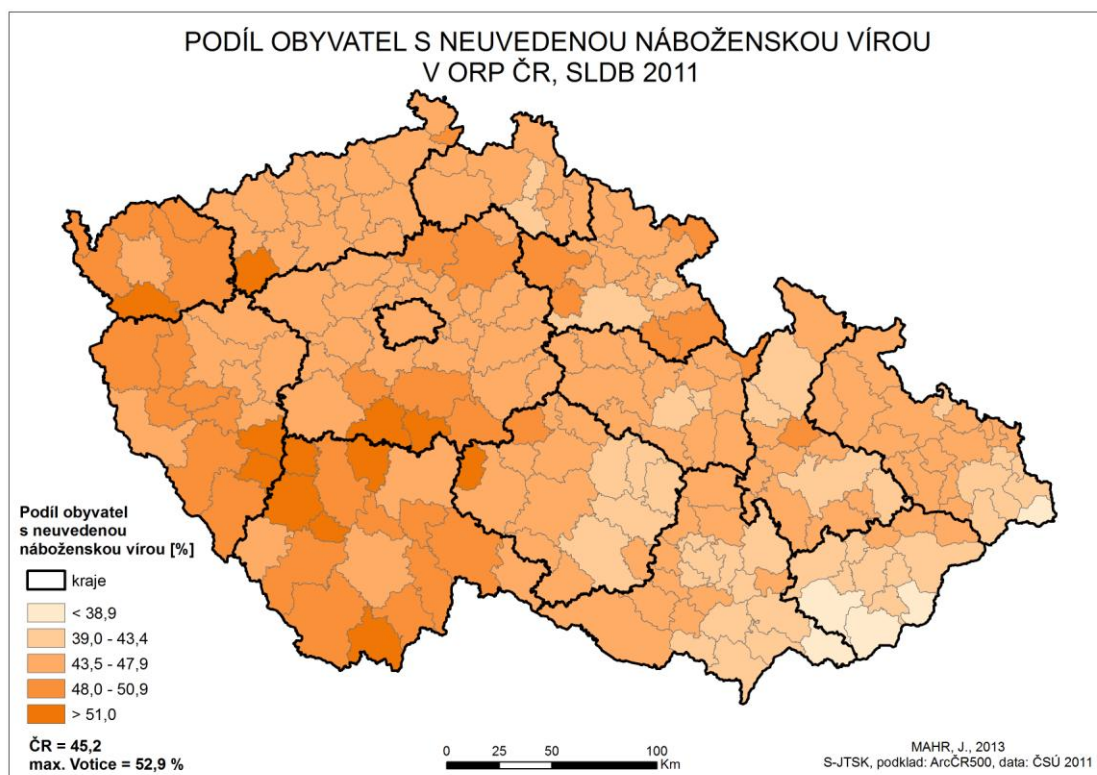 PODÍL OBYVATEL S NEUVEDENOU NÁBOŽENSKOU VÍROU
V ORP ČR, SLDB 2011
Podíl obyvatel
s neuvedenou
náboženskou vírou [%]
kraje
< 38,9
39,0 - 43,4
43,5 - 47,9
48,0 - 50,9
> 51,0
ČR = 45,2
max. Votice = 52,9 %
0 25 50 100
Km
MAHR, J., 2013
S-JTSK, podklad: ArcČR500, data: ČSÚ 2011